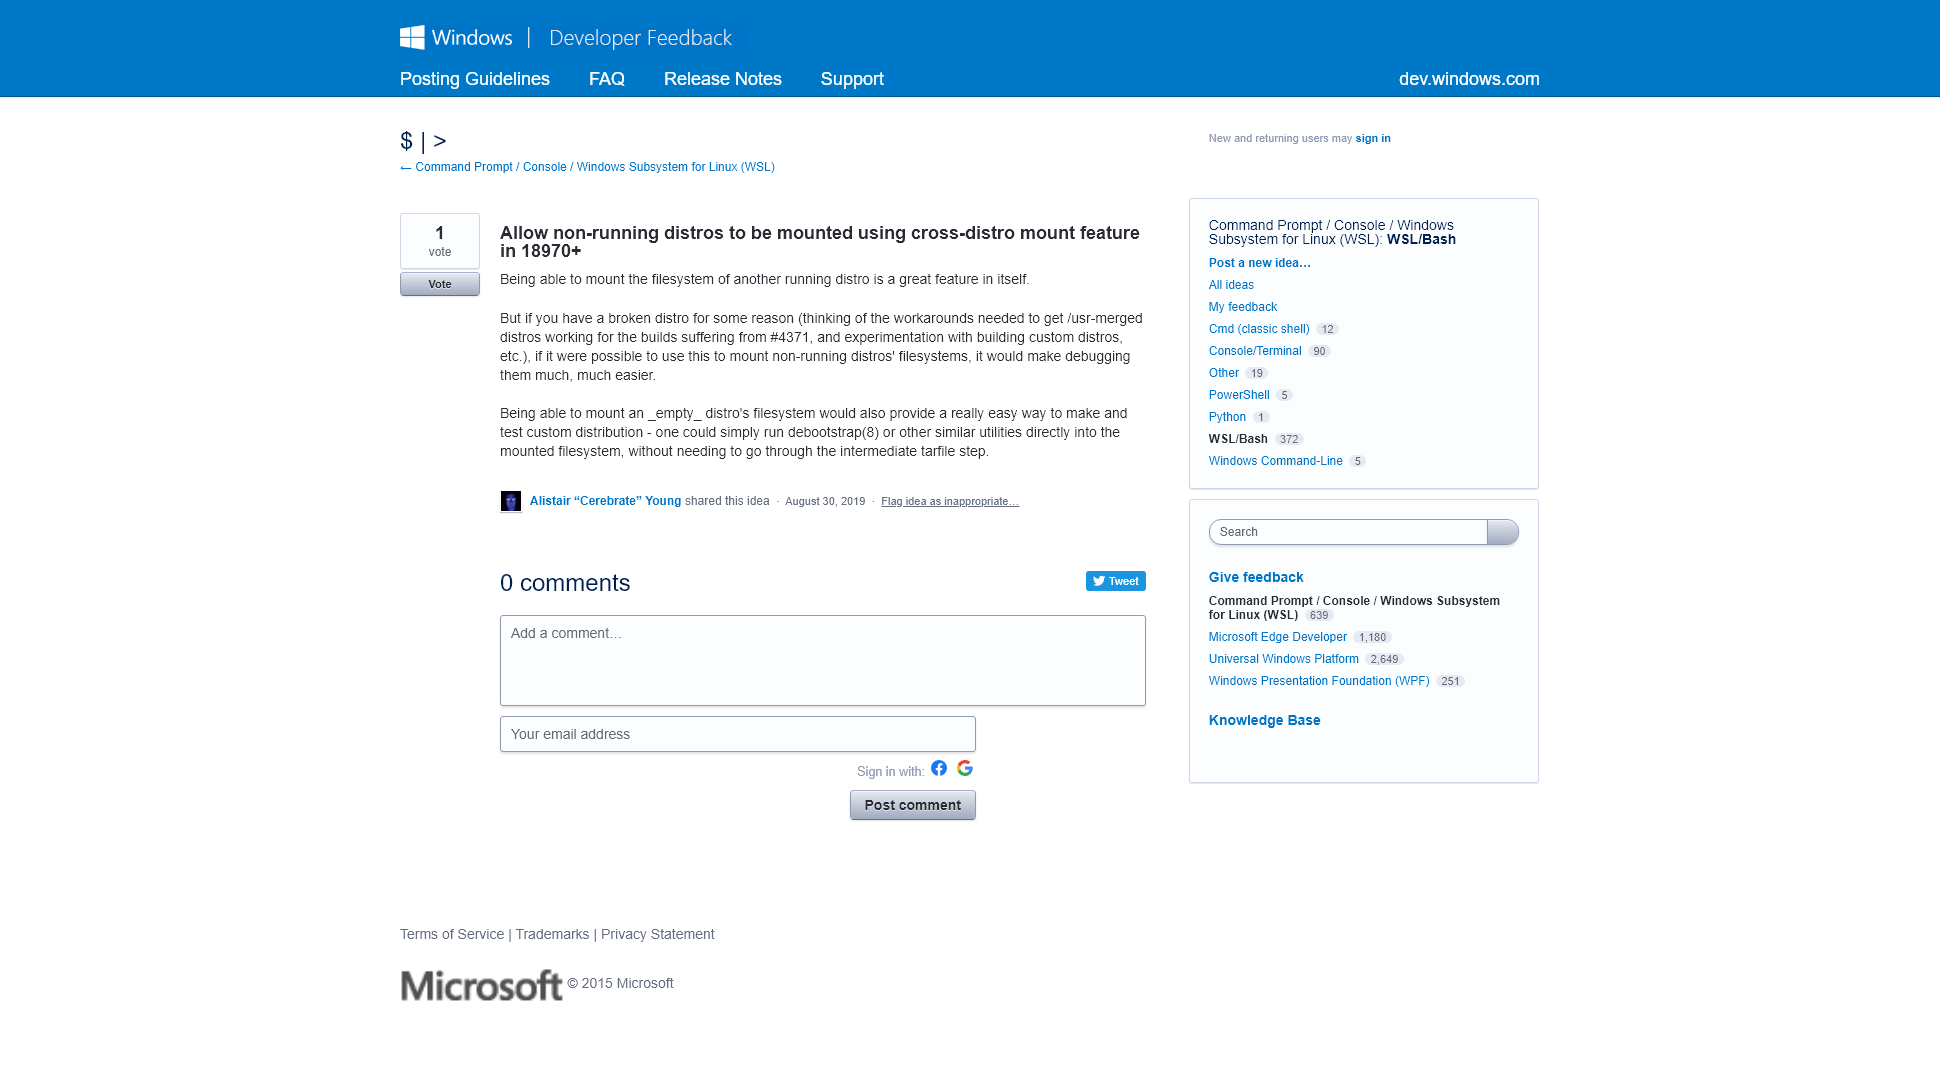 Windows | Developer Feedback
Posting Guidelines FAQ Release Notes Support dev.windows.com
$ | >
← Command Prompt / Console / Windows Subsystem for Linux (WSL)
New and returning users may sign in
1
vote
Vote
Allow non-running distros to be mounted using cross-distro mount feature
in 18970+
Being able to mount the filesystem of another running distro is a great feature in itself.
But if you have a broken distro for some reason (thinking of the workarounds needed to get /usr-merged
distros working for the builds suffering from #4371, and experimentation with building custom distros,
etc.), if it were possible to use this to mount non-running distros' filesystems, it would make debugging
them much, much easier.
Being able to mount an _empty_ distro's filesystem would also provide a really easy way to make and
test custom distribution - one could simply run debootstrap(8) or other similar utilities directly into the
mounted filesystem, without needing to go through the intermediate tarfile step.
Alistair “Cerebrate” Young shared this idea · August 30, 2019 · Flag idea as inappropriate…
0 comments
Tweet
Add a comment…
Your email address
Sign in with:
Post comment
Command Prompt / Console / Windows
Subsystem for Linux (WSL): WSL/Bash
Post a new idea…
All ideas
My feedback
Cmd (classic shell) 12
Console/Terminal 90
Other 19
PowerShell 5
Python 1
WSL/Bash 372
Windows Command-Line 5
Search
Give feedback
Command Prompt / Console / Windows Subsystem
for Linux (WSL) 639
Microsoft Edge Developer 1,180
Universal Windows Platform 2,649
Windows Presentation Foundation (WPF) 251
Knowledge Base
Terms of Service | Trademarks | Privacy Statement
Microsoft © 2015 Microsoft